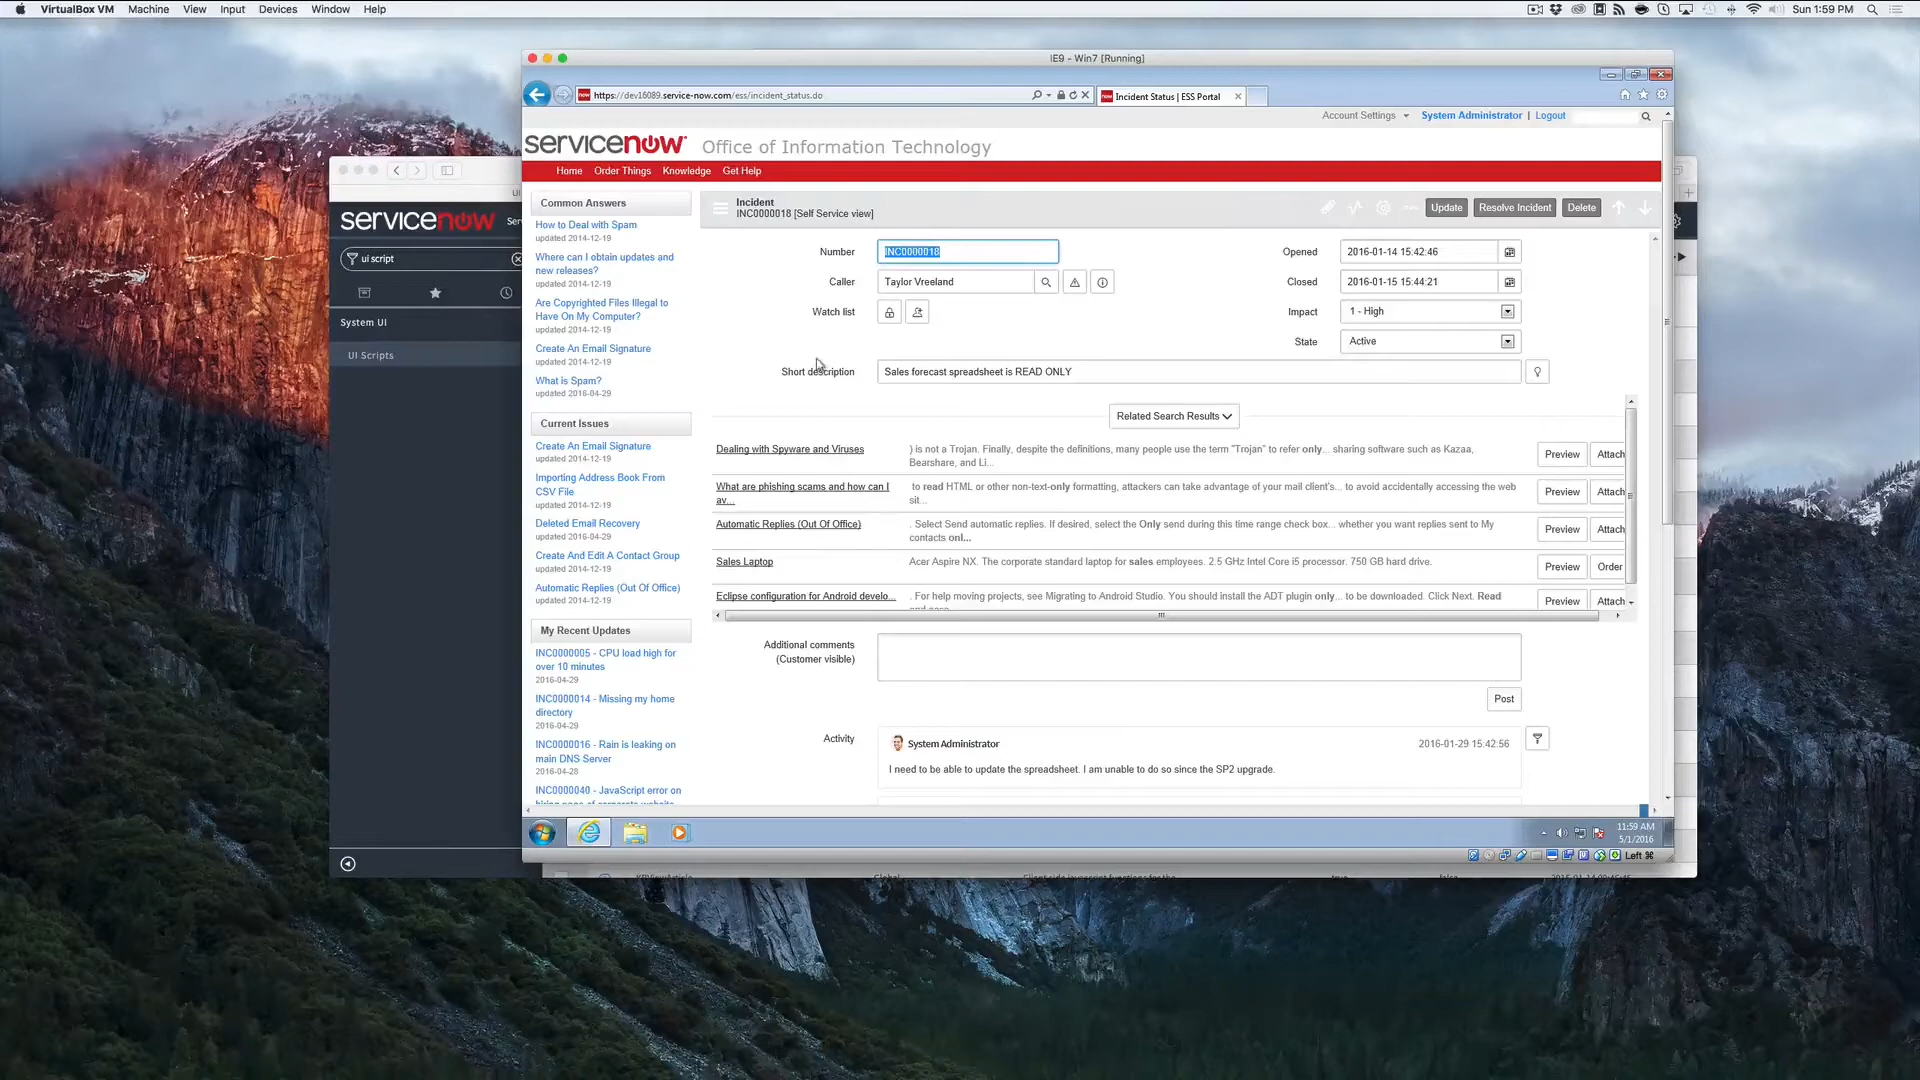 VirtualBox VM Machine View Input Devices Window Help Sun 1:59 PM
IE9 - Win7 [Running]
https://dev16089.service-now.com/ess/incident_status.do
Incident Status | ESS Portal
Account Settings System Administrator | Logout
servicenow Office of Information Technology
Home Order Things Knowledge Get Help
servicenow Ser
ui script
System UI
UI Scripts
Common Answers
How to Deal with Spam
updated 2014-12-19
Where can I obtain updates and
new releases?
updated 2014-12-19
Are Copyrighted Files Illegal to
Have On My Computer?
updated 2014-12-19
Create An Email Signature
updated 2014-12-19
What is Spam?
updated 2016-04-29
Current Issues
Create An Email Signature
updated 2014-12-19
Importing Address Book From
CSV File
updated 2014-12-19
Deleted Email Recovery
updated 2016-04-29
Create And Edit A Contact Group
updated 2014-12-19
Automatic Replies (Out Of Office)
updated 2014-12-19
My Recent Updates
INC0000005 - CPU load high for
over 10 minutes
2016-04-29
INC0000014 - Missing my home
directory
2016-04-29
INC0000016 - Rain is leaking on
main DNS Server
2016-04-28
INC0000040 - JavaScript error on
hiring page of corporate website
Incident
INC0000018 [Self Service view]
Update Resolve Incident Delete
Number INC0000018
Opened 2016-01-14 15:42:46
Caller Taylor Vreeland
Closed 2016-01-15 15:44:21
Watch list
Impact 1 - High
State Active
Short description Sales forecast spreadsheet is READ ONLY
Related Search Results
Dealing with Spyware and Viruses ) is not a Trojan. Finally, despite the definitions, many people use the term "Trojan" to refer only... sharing software such as Kazaa,
Bearshare, and Li... Preview Attach
What are phishing scams and how can I to read HTML or other non-text-only formatting, attackers can take advantage of your mail client's... to avoid accidentally accessing the web
av... sit... Preview Attach
Automatic Replies (Out Of Office) . Select Send automatic replies. If desired, select the Only send during this time range check box... whether you want replies sent to My
contacts onl... Preview Attach
Sales Laptop Acer Aspire NX. The corporate standard laptop for sales employees. 2.5 GHz Intel Core i5 processor. 750 GB hard drive. Preview Order
Eclipse configuration for Android develo... . For help moving projects, see Migrating to Android Studio. You should install the ADT plugin only... to be downloaded. Click Next. Read
Preview Attach
Additional comments
(Customer visible)
Post
Activity
System Administrator 2016-01-29 15:42:56
I need to be able to update the spreadsheet. I am unable to do so since the SP2 upgrade.
11:59 AM
5/1/2016
Left ⌘